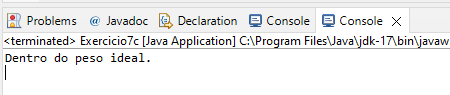 Problems @ Javadoc Declaration Console Console
<terminated> Exercicio7c [Java Application] C:\Program Files\Java\jdk-17\bin\javaw
Dentro do peso ideal.